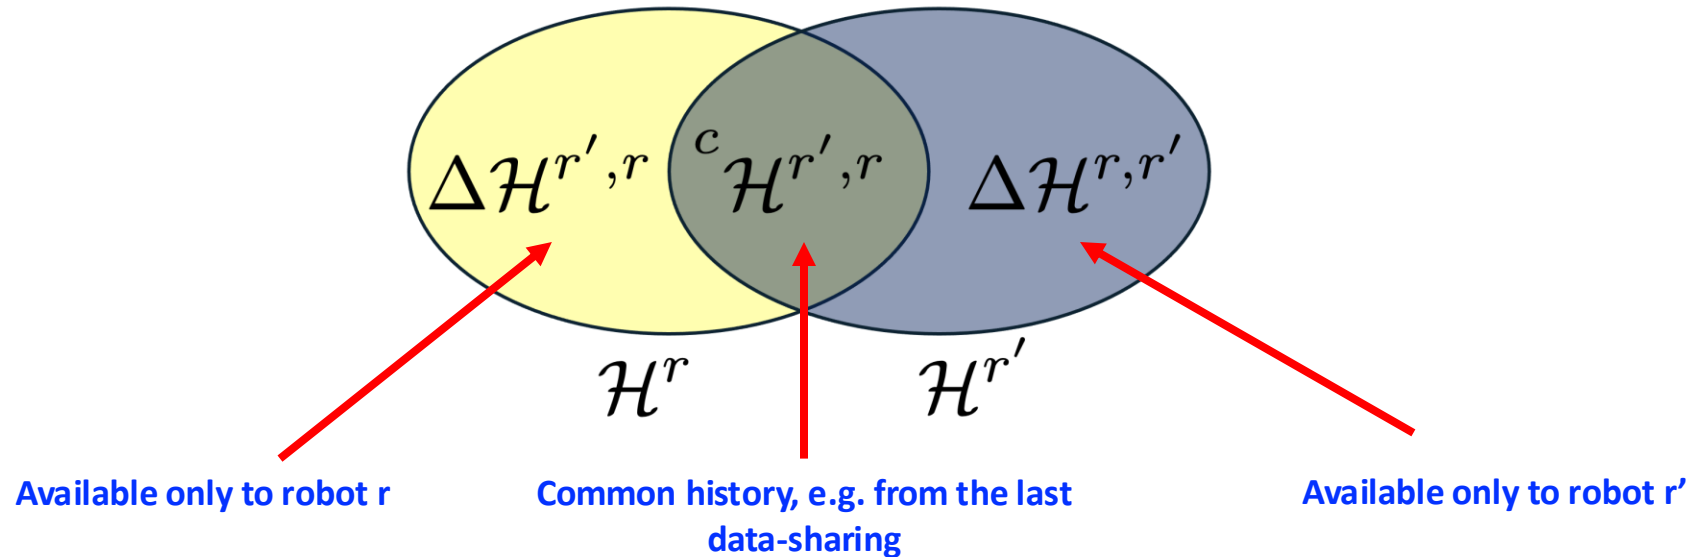 Δℋ^{r′,r} ^cℋ^{r′,r} Δℋ^{r,r′}
ℋ^r ℋ^{r′}
Available only to robot r
Common history, e.g. from the last
data-sharing
Available only to robot r’